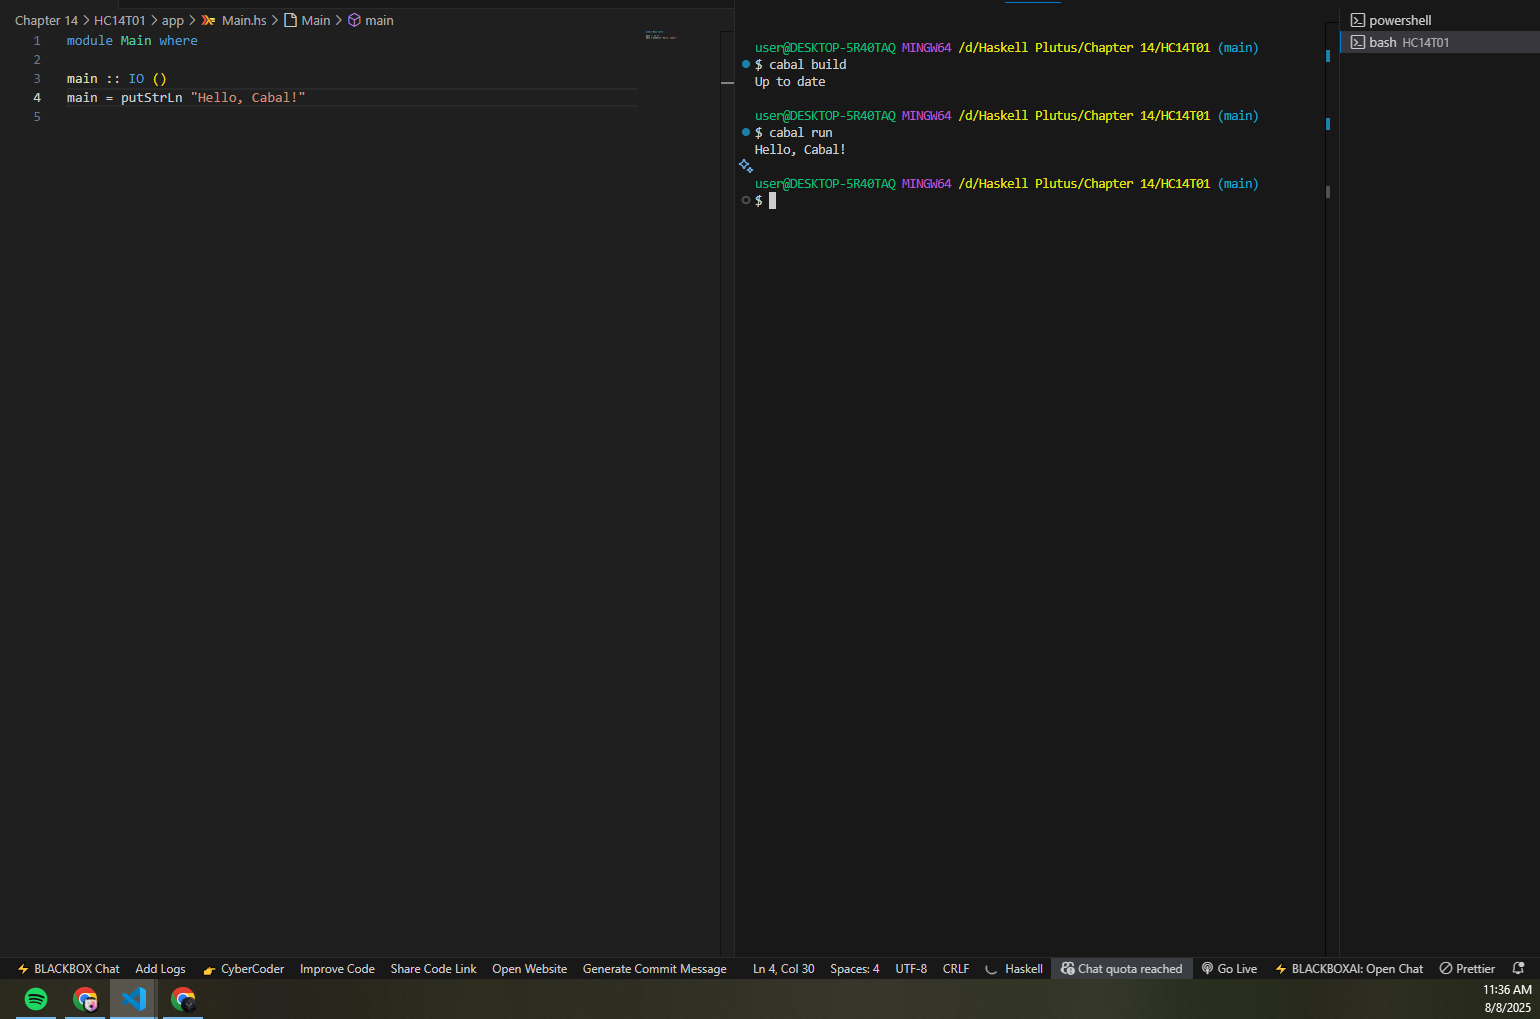 Chapter 14 > HC14T01 > app > Main.hs > Main > main
1 module Main where
2
3 main :: IO ()
4 main = putStrLn "Hello, Cabal!"
5
user@DESKTOP-5R40TAQ MINGW64 /d/Haskell Plutus/Chapter 14/HC14T01 (main)
$ cabal build
Up to date
user@DESKTOP-5R40TAQ MINGW64 /d/Haskell Plutus/Chapter 14/HC14T01 (main)
$ cabal run
Hello, Cabal!
user@DESKTOP-5R40TAQ MINGW64 /d/Haskell Plutus/Chapter 14/HC14T01 (main)
$
powershell
bash HC14T01
BLACKBOX Chat Add Logs CyberCoder Improve Code Share Code Link Open Website Generate Commit Message Ln 4, Col 30 Spaces: 4 UTF-8 CRLF Haskell Chat quota reached Go Live BLACKBOXAI: Open Chat Prettier
11:36 AM
8/8/2025